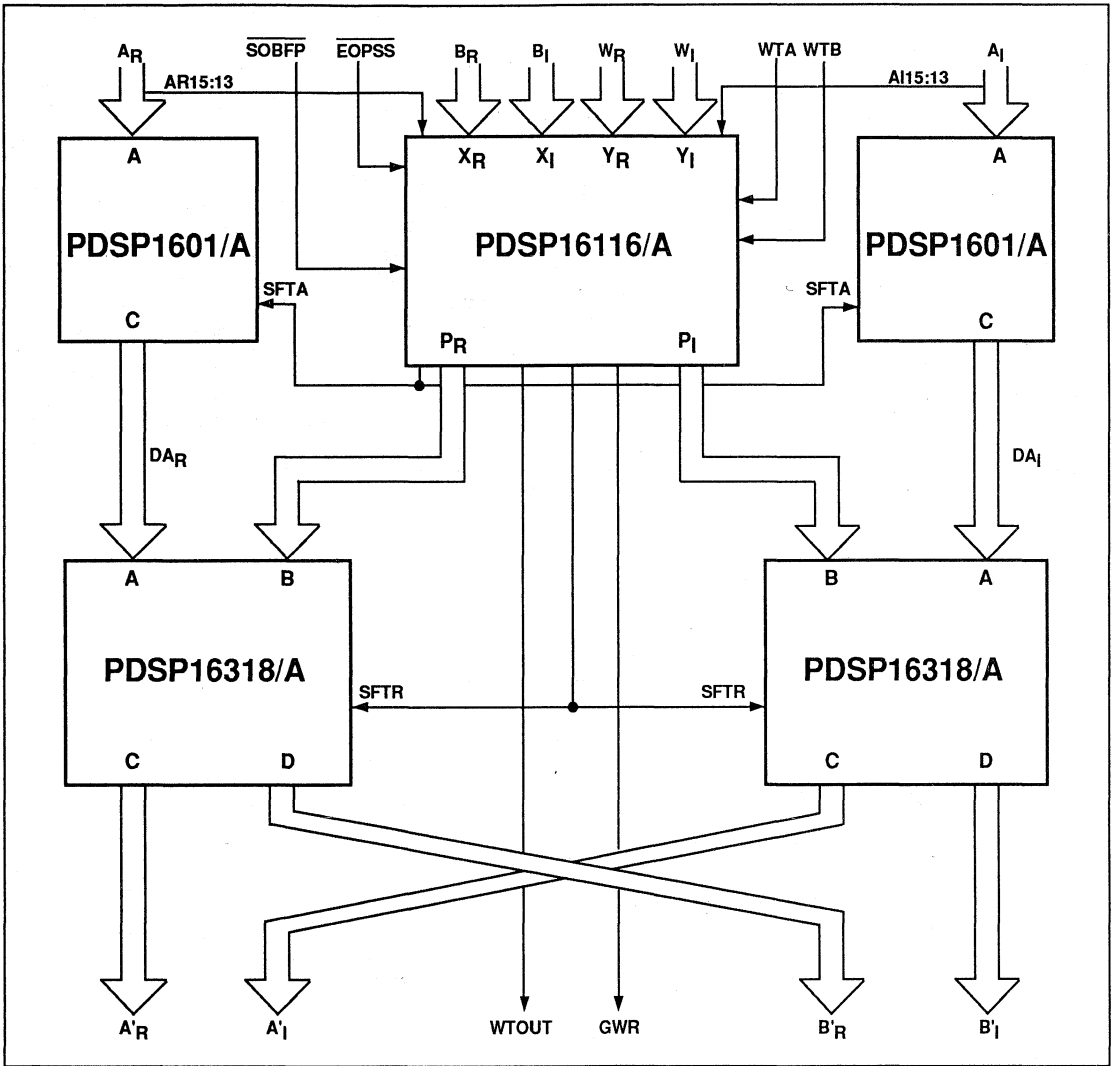 AR SOBFP EOPSS BR BI WR WI WTA WTB AI
AR15:13 AI15:13
A XR XI YR YI A
PDSP1601/A PDSP16116/A PDSP1601/A
SFTA SFTA
C PR PI C
DAR DAI
A B B A
PDSP16318/A PDSP16318/A
SFTR SFTR
C D C D
A'R A'I WTOUT GWR B'R B'I